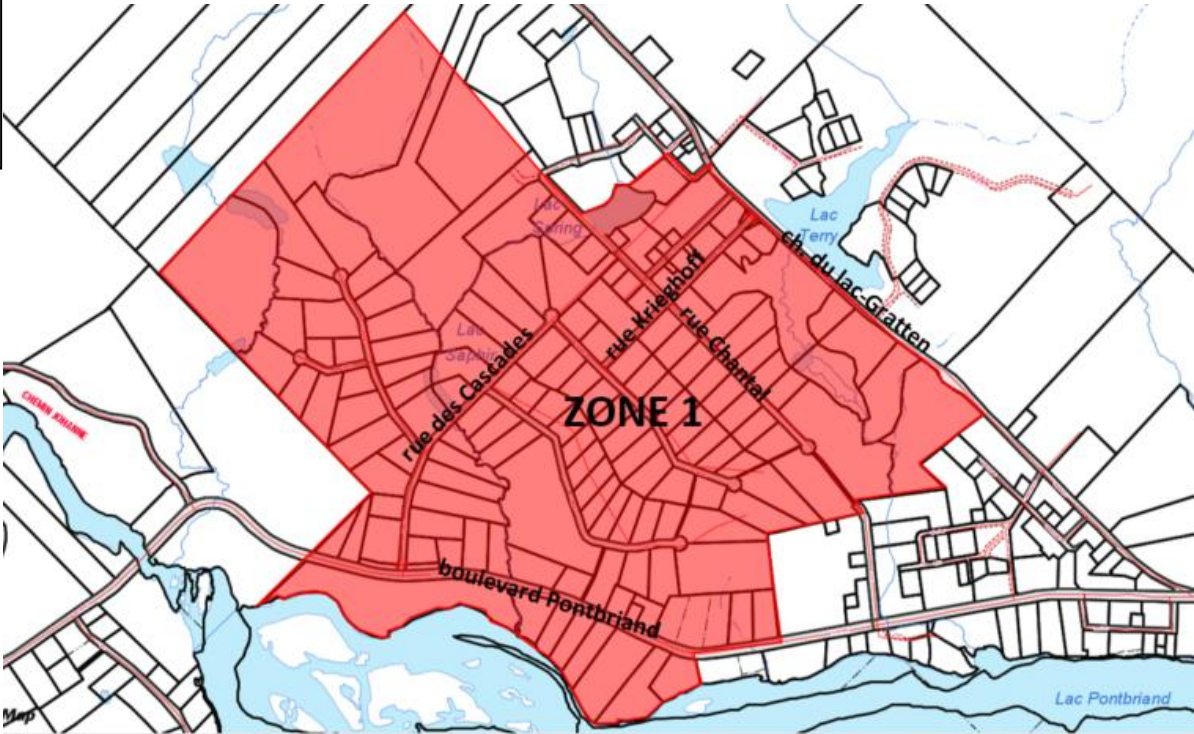 Lac
Spring
Lac
Terry
ch. du lac-Gratten
rue Krieghoff
rue Chantal
Lac
Saphir
rue des Cascades
ZONE 1
CHEMIN JOHANNE
boulevard Pontbriand
Lac Pontbriand
Map